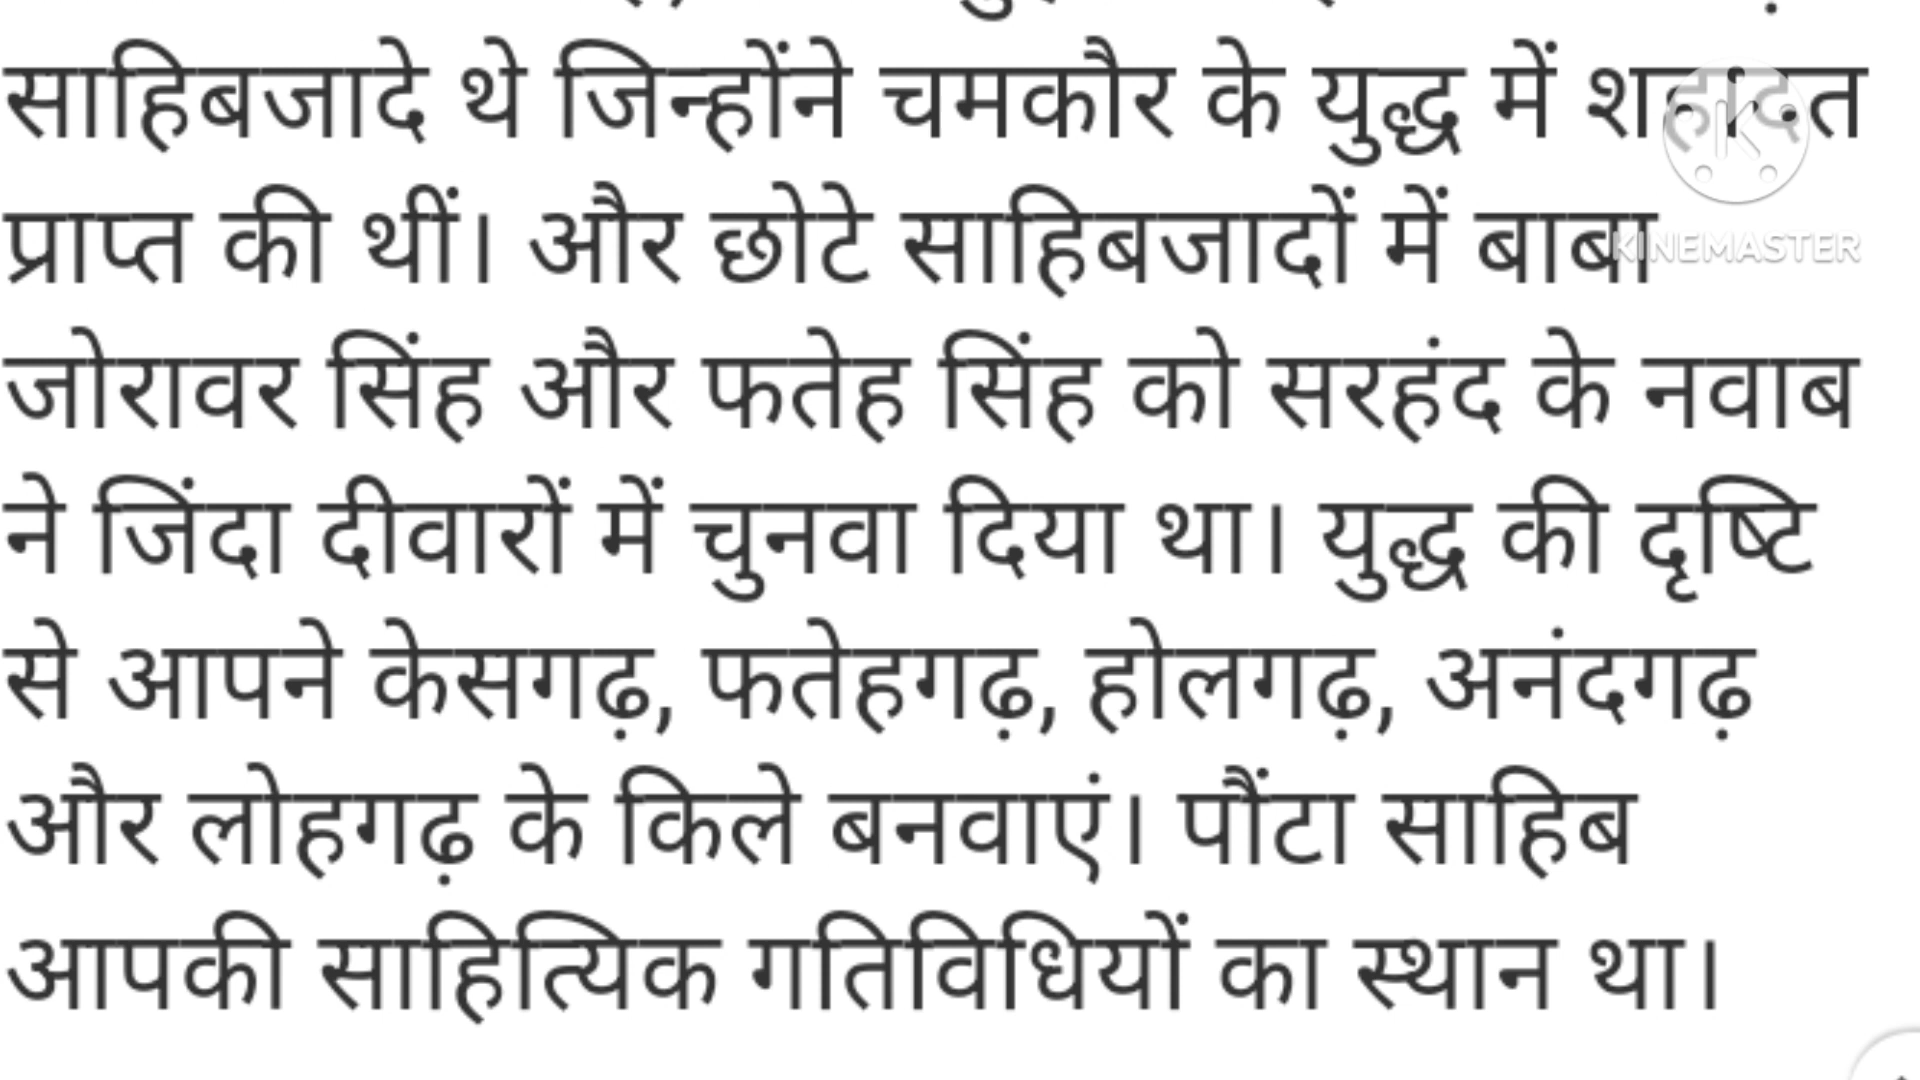 साहिबजादे थे जिन्होंने चमकौर के युद्ध में शहादत
प्राप्त की थीं। और छोटे साहिबजादों में बाबा
KINEMASTER
जोरावर सिंह और फतेह सिंह को सरहंद के नवाब
ने जिंदा दीवारों में चुनवा दिया था। युद्ध की दृष्टि
से आपने केसगढ़, फतेहगढ़, होलगढ़, अनंदगढ़
और लोहगढ़ के किले बनवाएं। पौंटा साहिब
आपकी साहित्यिक गतिविधियों का स्थान था।